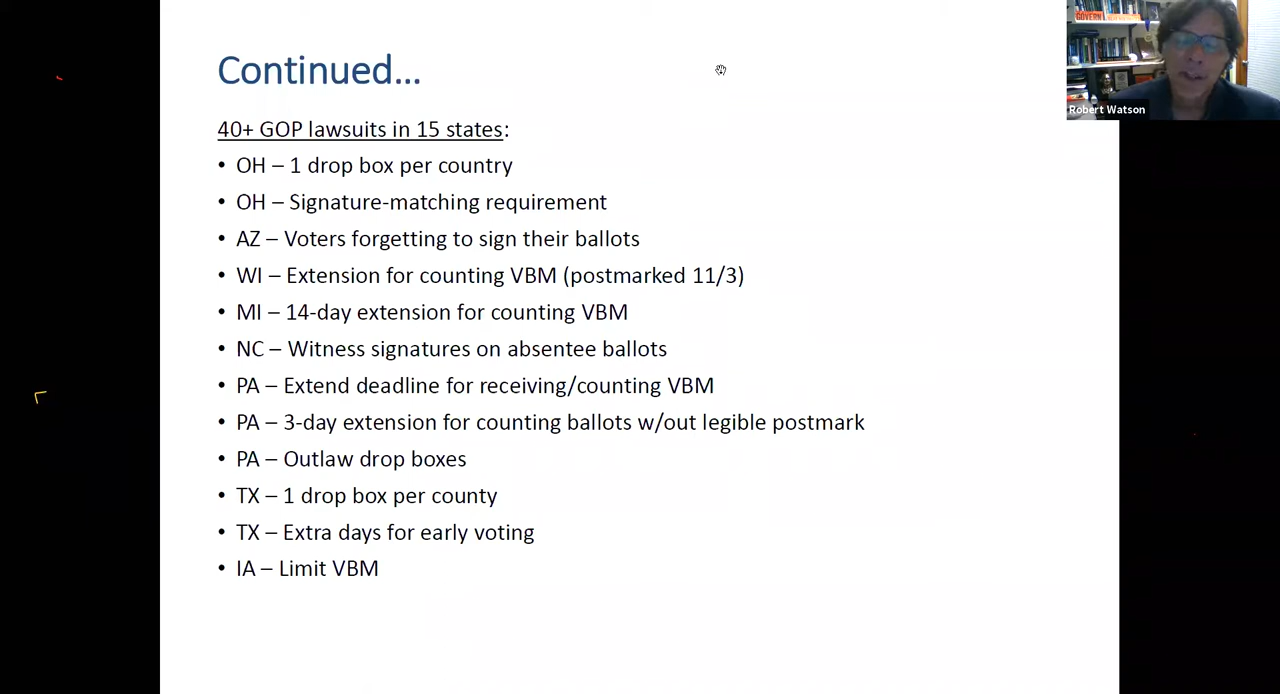 Continued...
40+ GOP lawsuits in 15 states:
• OH – 1 drop box per country
• OH – Signature-matching requirement
• AZ – Voters forgetting to sign their ballots
• WI – Extension for counting VBM (postmarked 11/3)
• MI – 14-day extension for counting VBM
• NC – Witness signatures on absentee ballots
• PA – Extend deadline for receiving/counting VBM
• PA – 3-day extension for counting ballots w/out legible postmark
• PA – Outlaw drop boxes
• TX – 1 drop box per county
• TX – Extra days for early voting
• IA – Limit VBM
GOVERN
Robert Watson